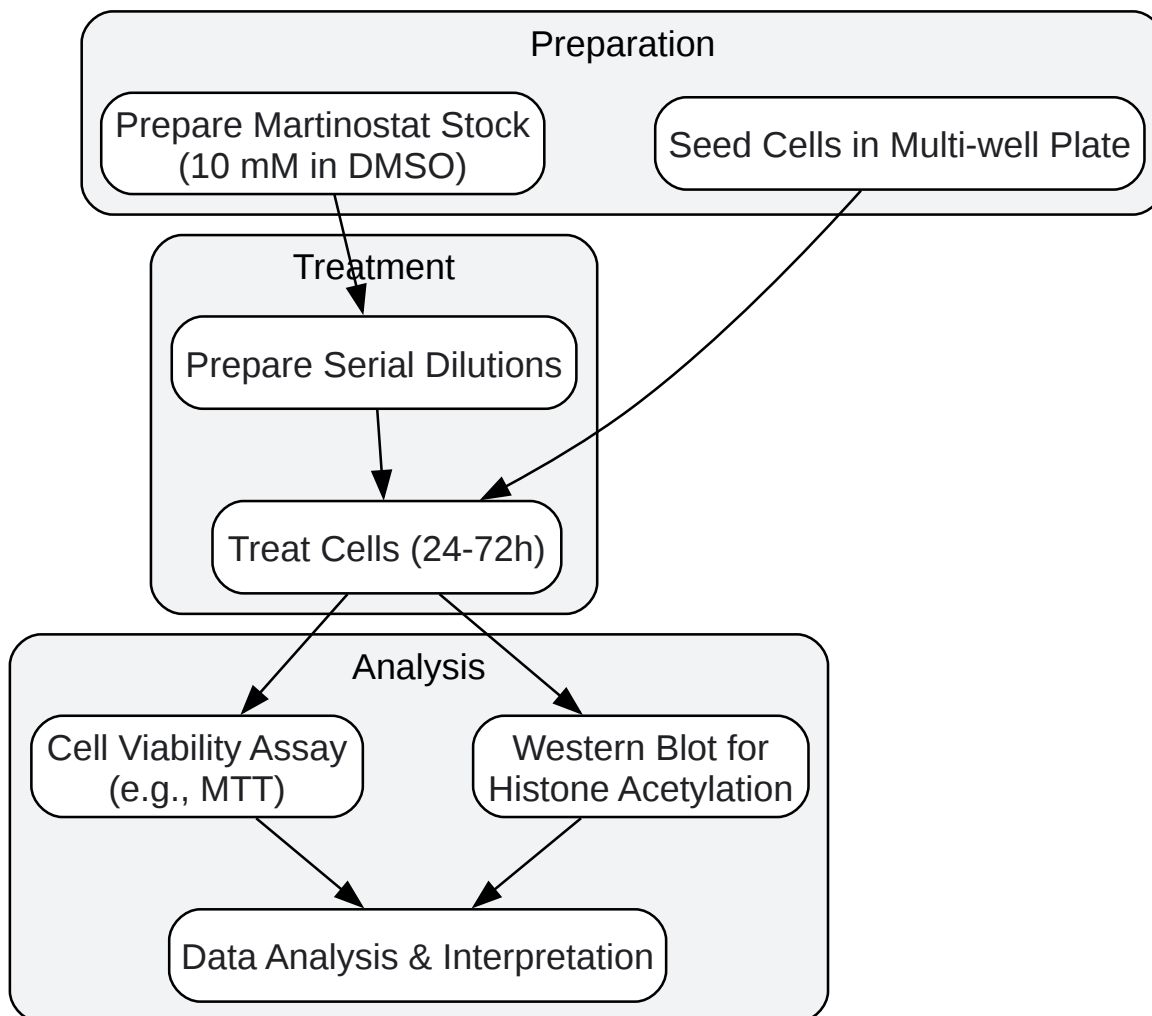 Preparation
Prepare Martinostat Stock
(10 mM in DMSO)
Seed Cells in Multi-well Plate
Treatment
Prepare Serial Dilutions
Treat Cells (24-72h)
Analysis
Cell Viability Assay
(e.g., MTT)
Western Blot for
Histone Acetylation
Data Analysis & Interpretation